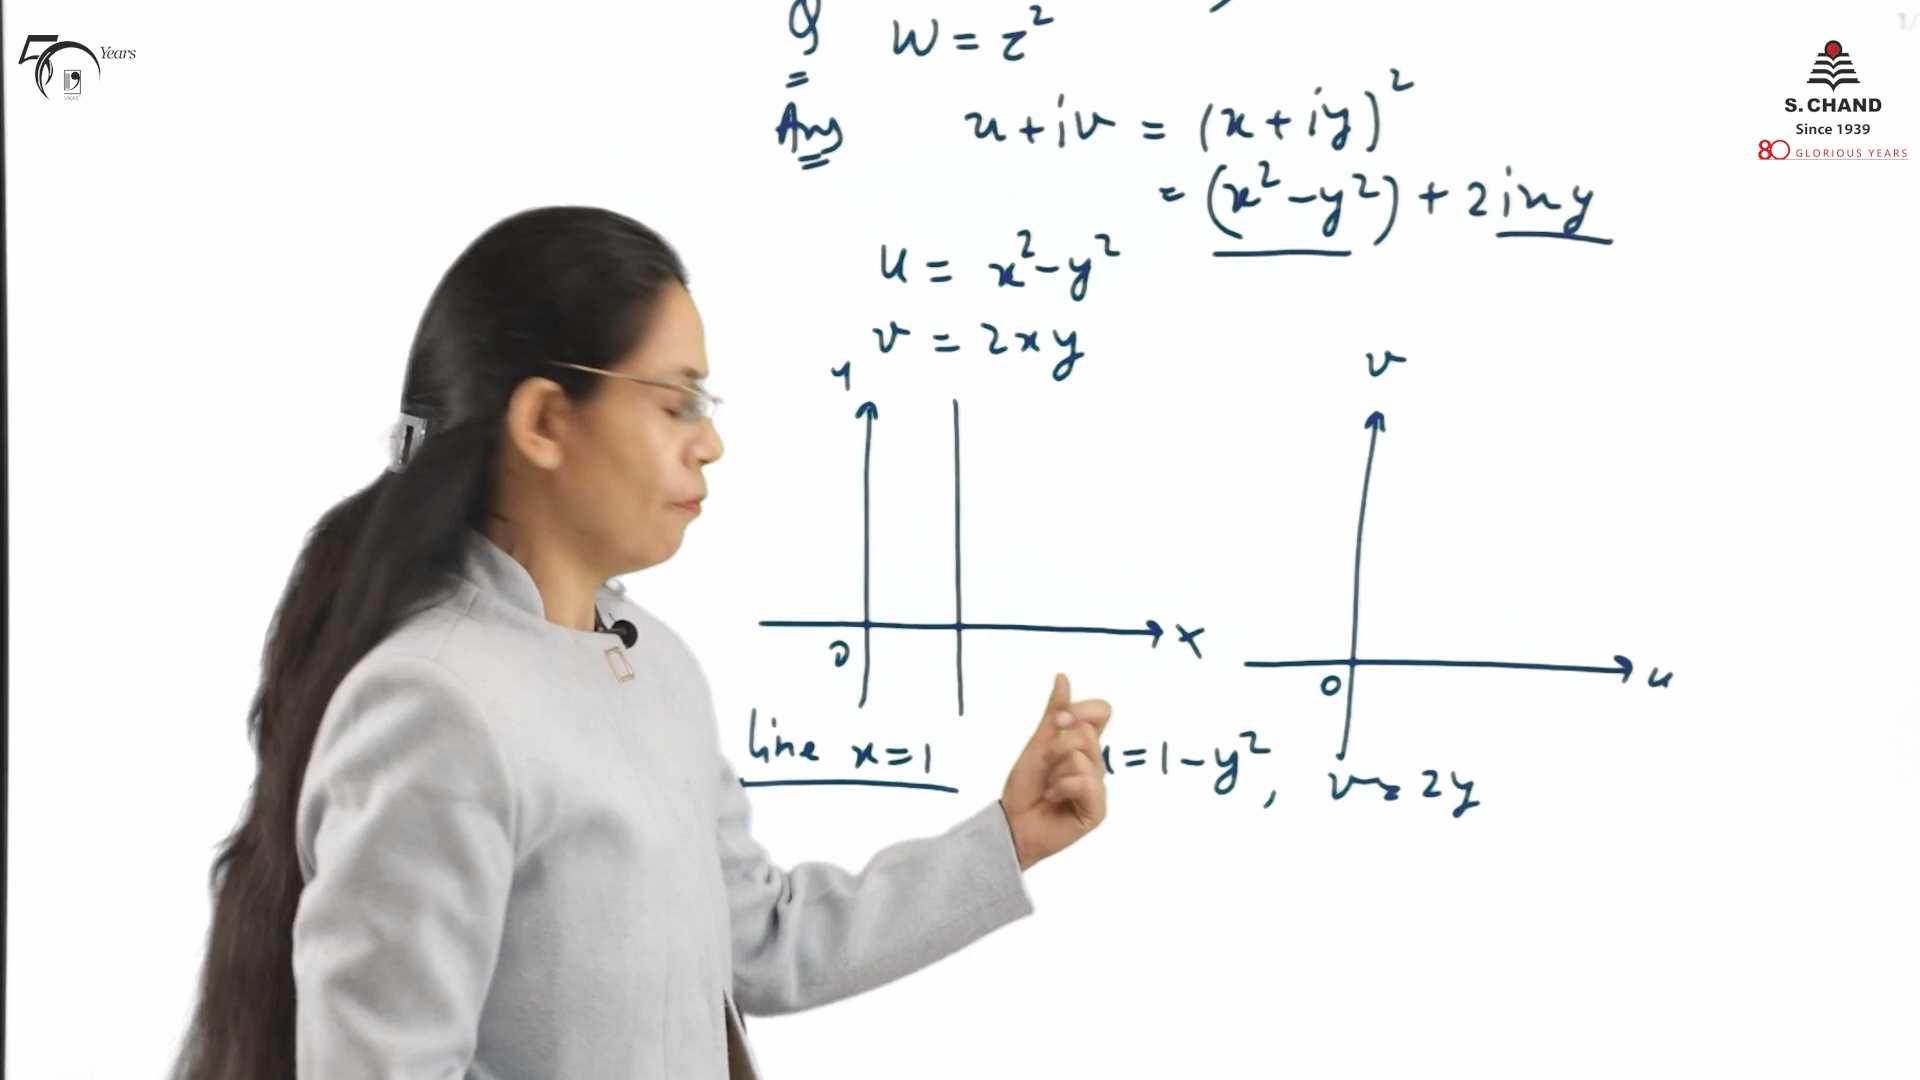 50 Years
VIKAS
S. CHAND
Since 1939
80 GLORIOUS YEARS
Q W = z²
Ans u + iv = (x + iy)²
= (x² - y²) + 2ixy
u = x² - y²
v = 2xy
y
v
0
x
0
u
line x = 1
u = 1 - y², v = 2y